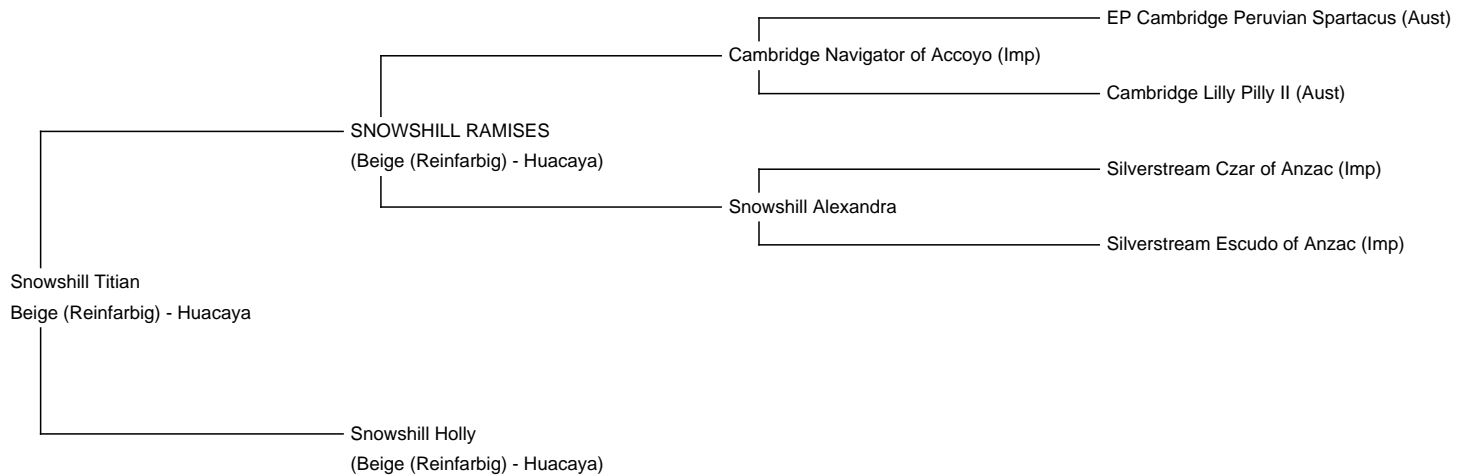 EP Cambridge Peruvian Spartacus (Aust)
Cambridge Navigator of Accoyo (Imp)
Cambridge Lilly Pilly II (Aust)
SNOWSHILL RAMISES
(Beige (Reinfarbig) - Huacaya)
Silverstream Czar of Anzac (Imp)
Snowshill Alexandra
Silverstream Escudo of Anzac (Imp)
Snowshill Titian
Beige (Reinfarbig) - Huacaya
Snowshill Holly
(Beige (Reinfarbig) - Huacaya)